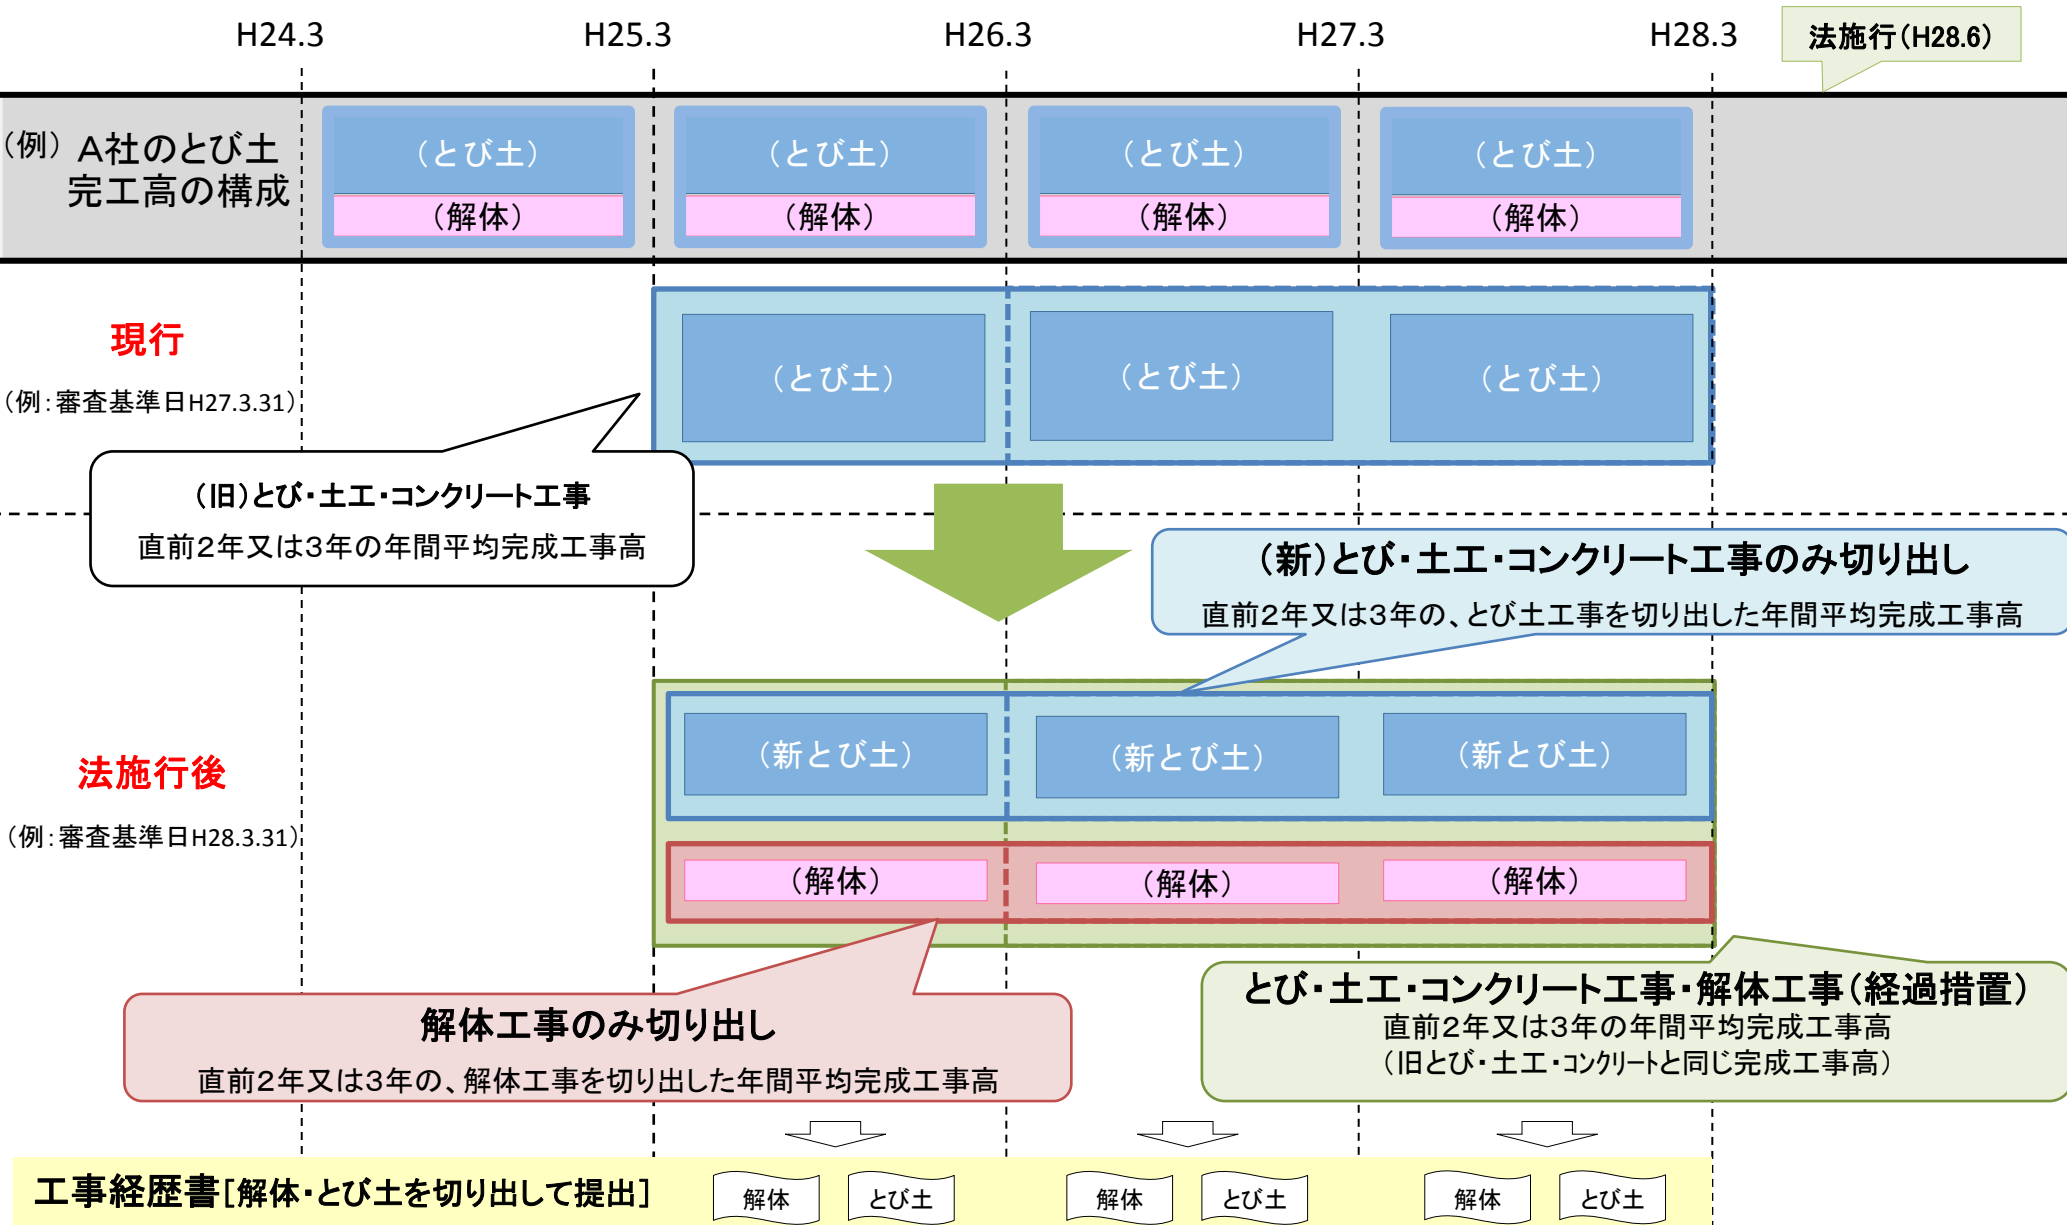 H24.3
H25.3
H26.3
H27.3
H28.3
法施行(H28.6)
(例) A社のとび土
完工高の構成
(とび土)
(解体)
(とび土)
(解体)
(とび土)
(解体)
(とび土)
(解体)
現行
(例:審査基準日H27.3.31)
(とび土)
(とび土)
(とび土)
(旧)とび・土工・コンクリート工事
直前2年又は3年の年間平均完成工事高
(新)とび・土工・コンクリート工事のみ切り出し
直前2年又は3年の、とび土工事を切り出した年間平均完成工事高
法施行後
(例:審査基準日H28.3.31)
(新とび土)
(新とび土)
(新とび土)
(解体)
(解体)
(解体)
解体工事のみ切り出し
直前2年又は3年の、解体工事を切り出した年間平均完成工事高
とび・土工・コンクリート工事・解体工事(経過措置)
直前2年又は3年の年間平均完成工事高
(旧とび・土工・コンクリートと同じ完成工事高)
工事経歴書[解体・とび土を切り出して提出]
解体
とび土
解体
とび土
解体
とび土